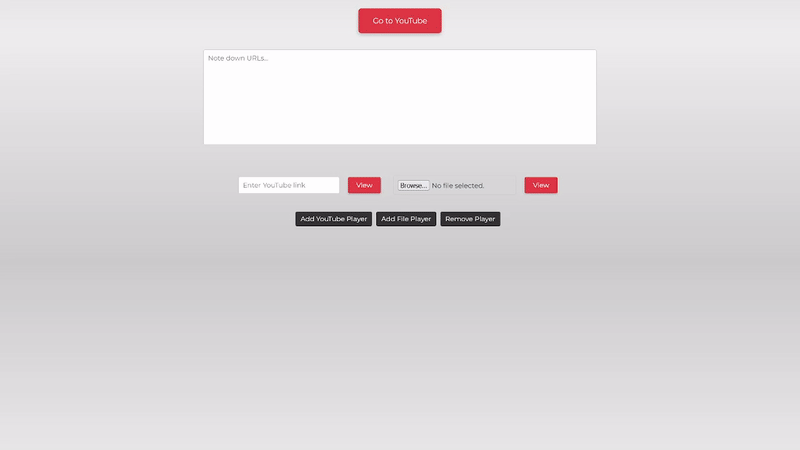 Go to YouTube
Note down URLs...
Enter YouTube link View Browse... No file selected. View
Add YouTube Player Add File Player Remove Player